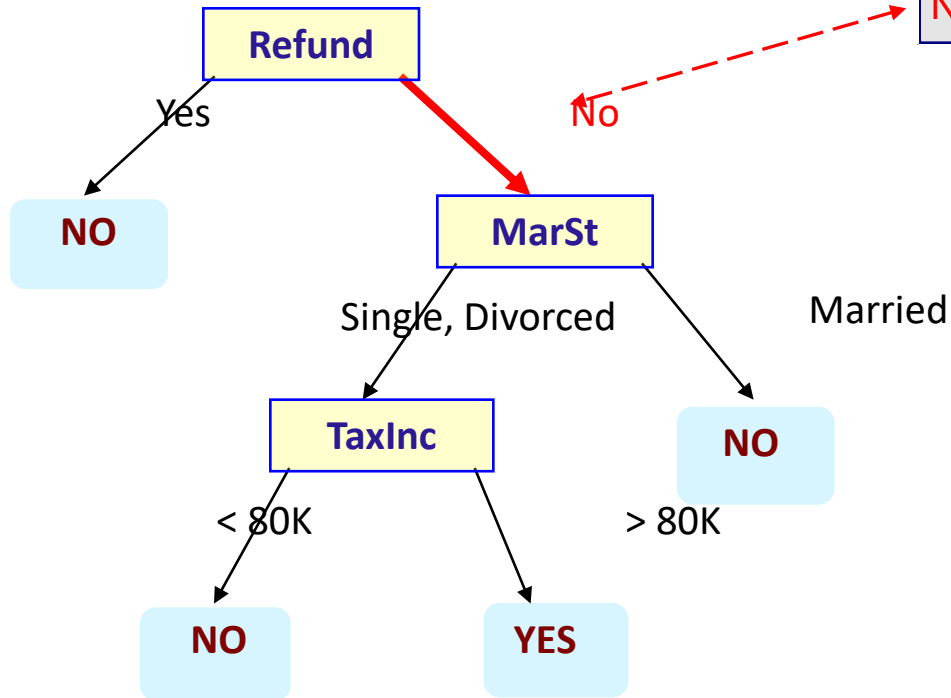 Refund
Yes
No
NO
MarSt
Single, Divorced
Married
TaxInc
NO
< 80K
> 80K
NO
YES